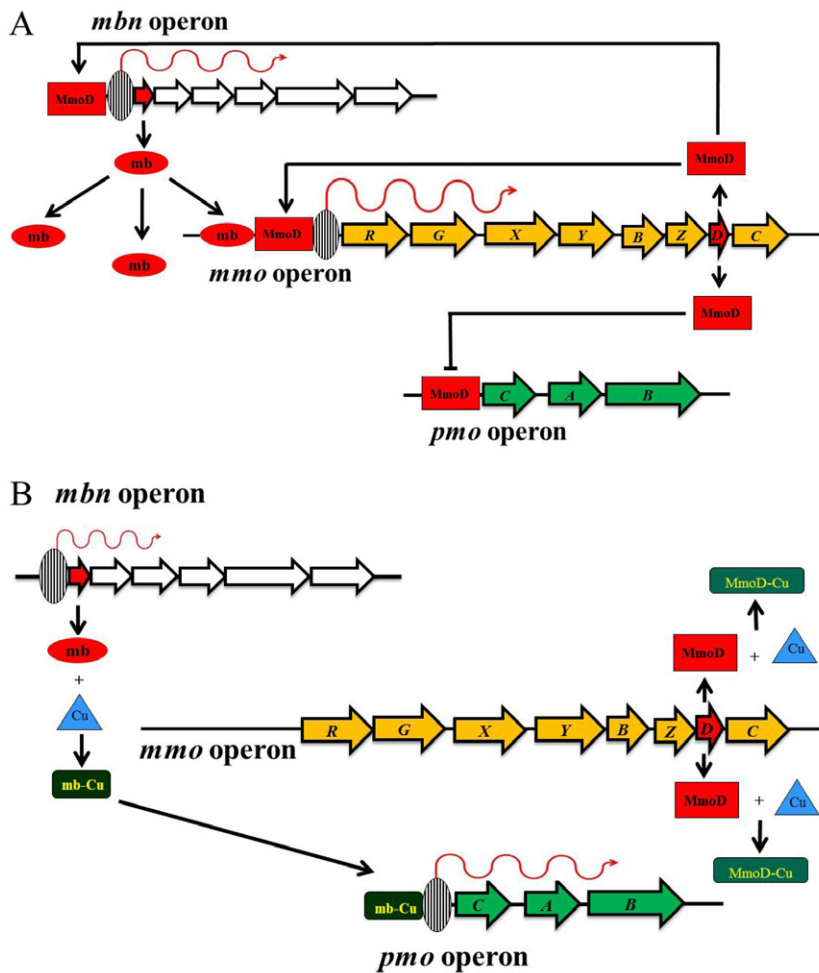 A
mbn operon
MmoD
mb
MmoD
mb
mb
mb
MmoD
R G X Y B Z D C
mmo operon
MmoD
MmoD
C A B
pmo operon
B
mbn operon
MmoD-Cu
mb
MmoD + Cu
+
Cu
R G X Y B Z D C
mmo operon
mb-Cu
MmoD + Cu
MmoD-Cu
mb-Cu
C A B
pmo operon